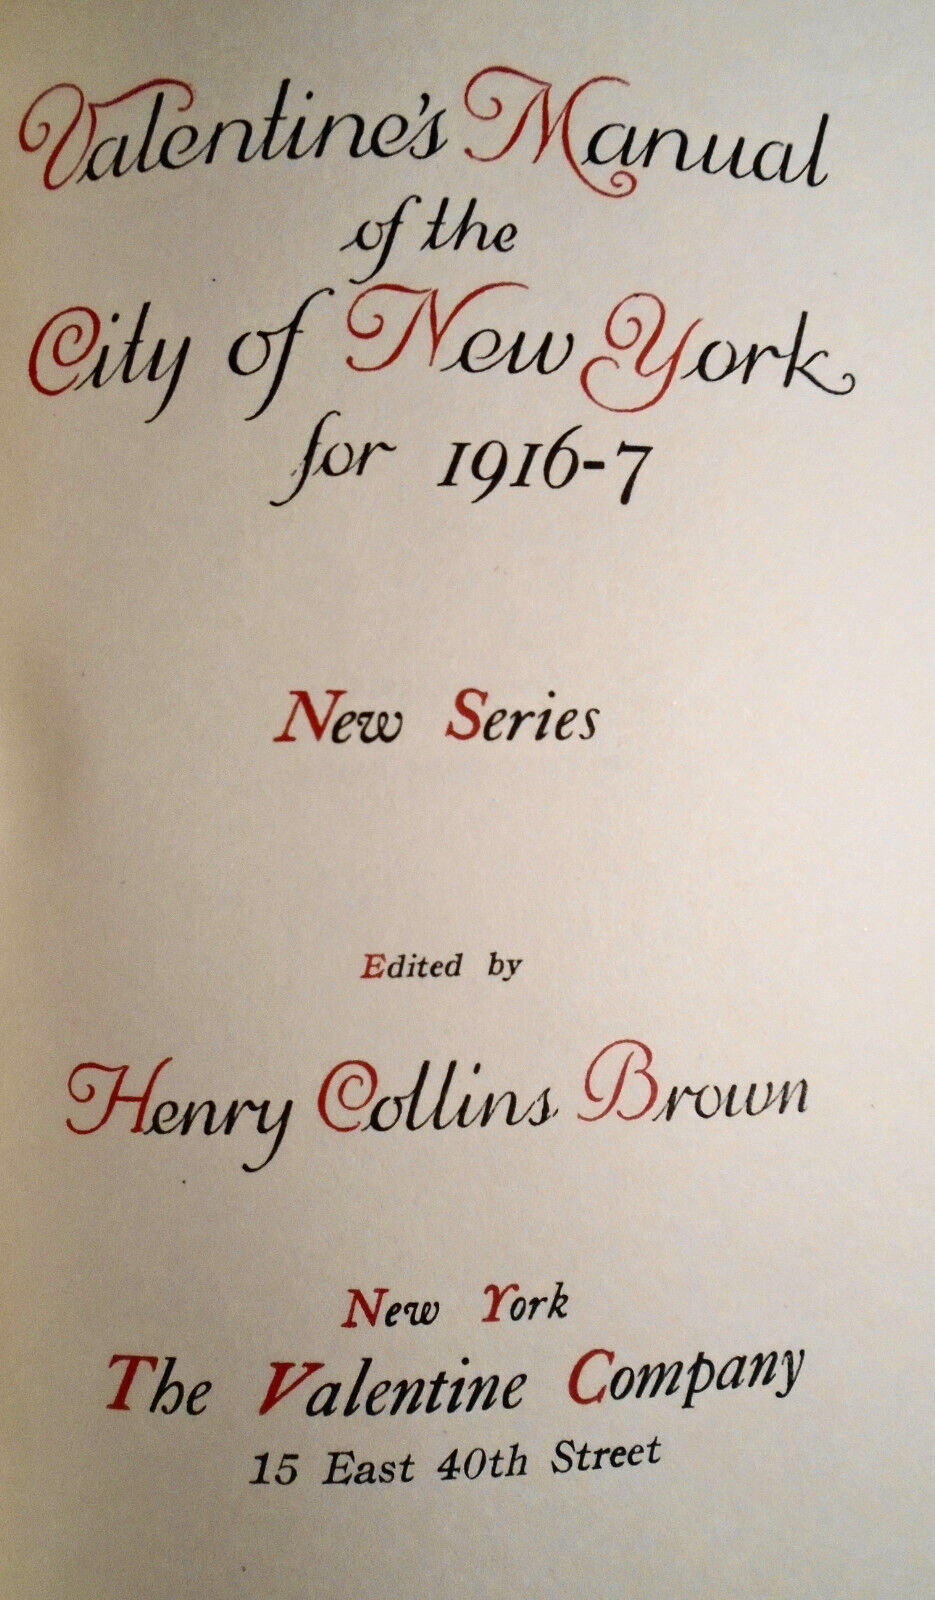 Valentine's Manual
of the
City of New York
for 1916-7
New Series
Edited by
Henry Collins Brown
New York
The Valentine Company
15 East 40th Street